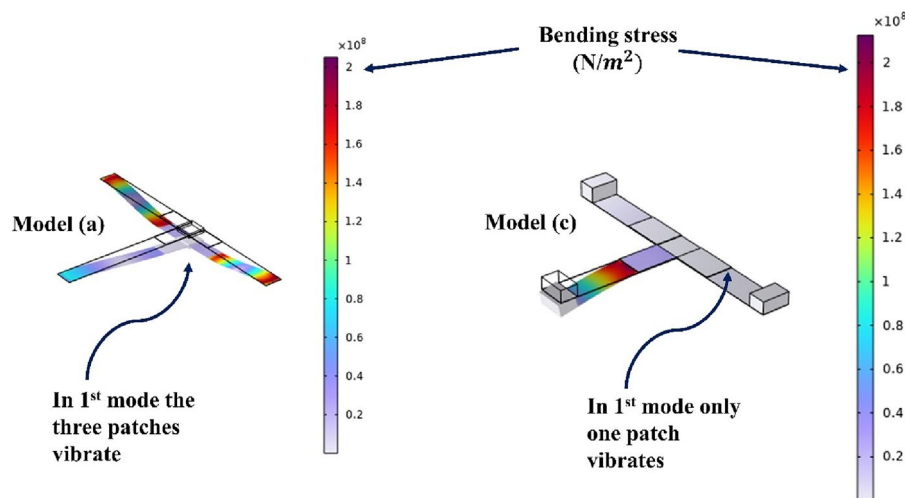 Bending stress
(N/m²)
×10⁸
2
1.8
1.6
1.4
1.2
1
0.8
0.6
0.4
0.2
Model (a)
In 1st mode the
three patches
vibrate
×10⁸
2
1.8
1.6
1.4
1.2
1
0.8
0.6
0.4
0.2
Model (c)
In 1st mode only
one patch
vibrates